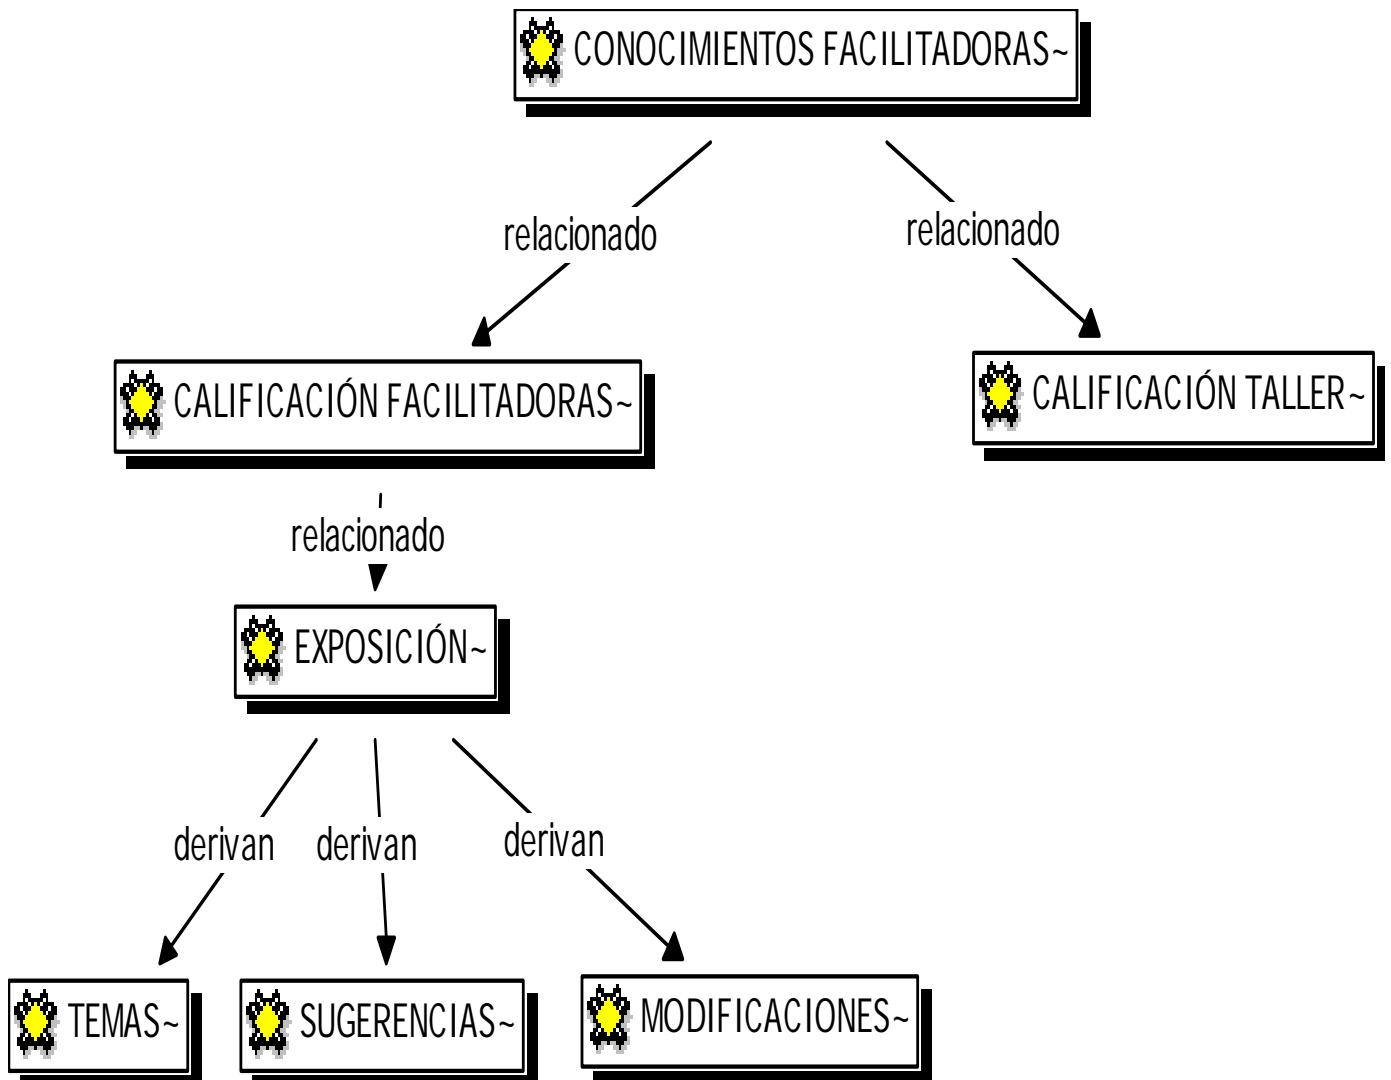 CONOCIMIENTOS FACILITADORAS~
relacionado
relacionado
CALIFICACIÓN FACILITADORAS~
CALIFICACIÓN TALLER~
relacionado
EXPOSICIÓN~
derivan
derivan
derivan
TEMAS~
SUGERENCIAS~
MODIFICACIONES~